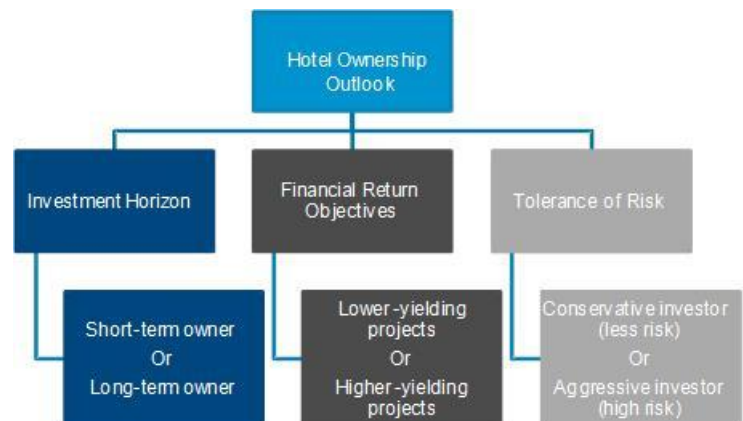 Hotel Ownership
Outlook
Investment Horizon
Financial Return
Objectives
Tolerance of Risk
Short-term owner
Or
Long-term owner
Lower-yielding
projects
Or
Higher-yielding
projects
Conservative investor
(less risk)
Or
Aggressive investor
(high risk)